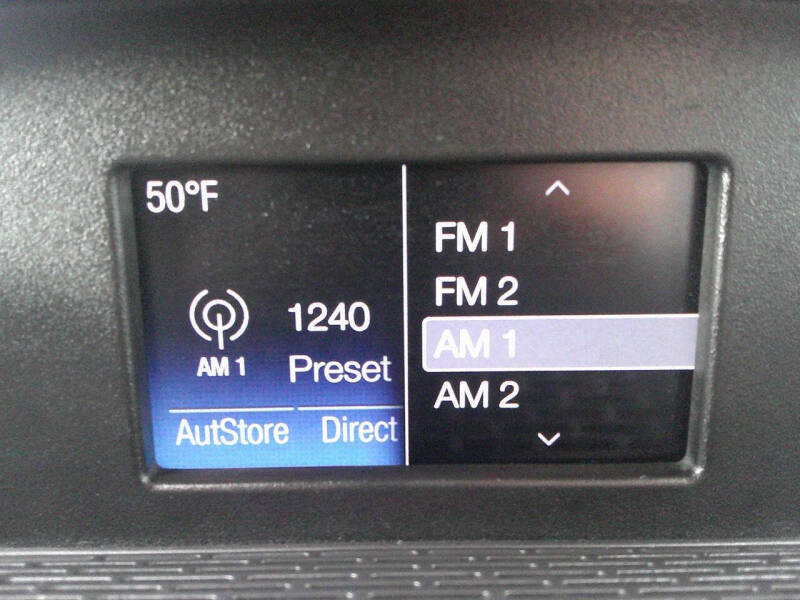 50°F
1240
AM 1
Preset
AutStore Direct
FM 1
FM 2
AM 1
AM 2